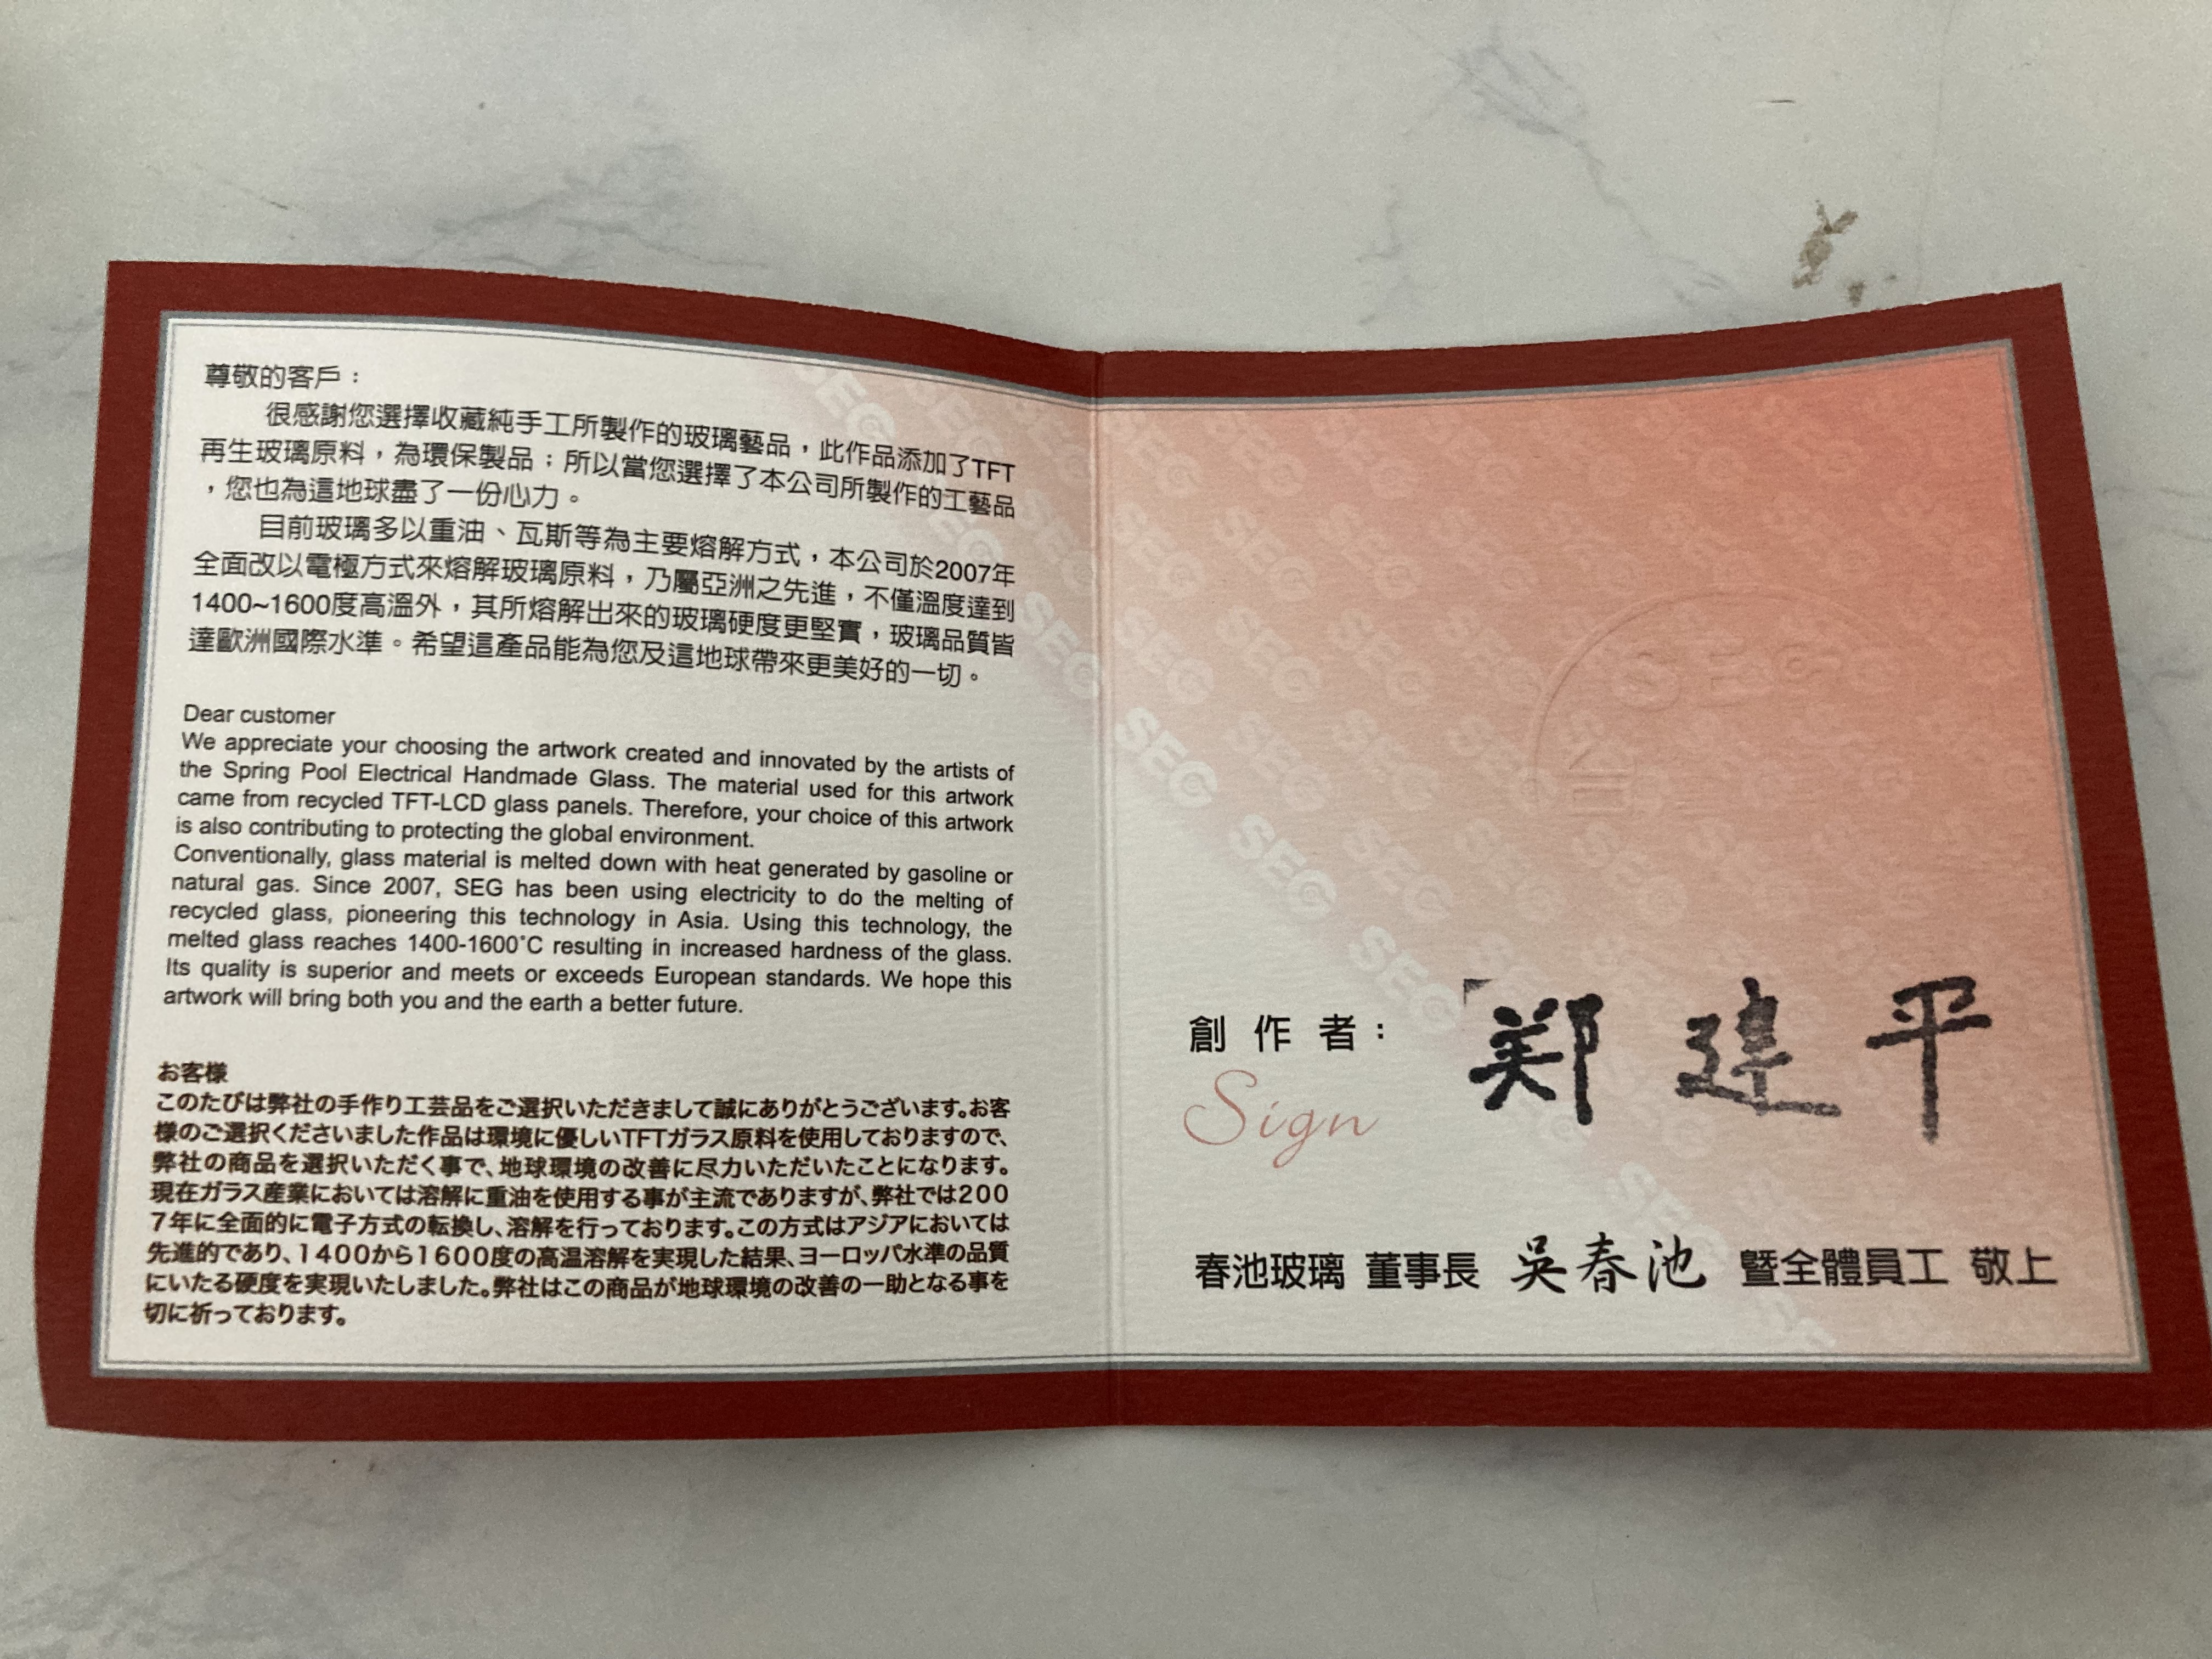 尊敬的客戶：
很感謝您選擇收藏純手工所製作的玻璃藝品，此作品添加了TFT
再生玻璃原料，為環保製品；所以當您選擇了本公司所製作的工藝品
，您也為這地球盡了一份心力。
目前玻璃多以重油、瓦斯等為主要熔解方式，本公司於2007年
全面改以電極方式來熔解玻璃原料，乃屬亞洲之先進，不僅溫度達到
1400~1600度高溫外，其所熔解出來的玻璃硬度更堅實，玻璃品質皆
達歐洲國際水準。希望這產品能為您及這地球帶來更美好的一切。
Dear customer
We appreciate your choosing the artwork created and innovated by the artists of
the Spring Pool Electrical Handmade Glass. The material used for this artwork
came from recycled TFT-LCD glass panels. Therefore, your choice of this artwork
is also contributing to protecting the global environment.
Conventionally, glass material is melted down with heat generated by gasoline or
natural gas. Since 2007, SEG has been using electricity to do the melting of
recycled glass, pioneering this technology in Asia. Using this technology, the
melted glass reaches 1400-1600˚C resulting in increased hardness of the glass.
Its quality is superior and meets or exceeds European standards. We hope this
artwork will bring both you and the earth a better future.
お客様
このたびは弊社の手作り工芸品をご選択いただきまして誠にありがとうございます。お客
様のご選択くださいました作品は環境に優しいTFTガラス原料を使用しておりますので、
弊社の商品を選択いただく事で、地球環境の改善に尽力いただいたことになります。
現在ガラス産業においては溶解に重油を使用する事が主流でありますが、弊社では200
7年に全面的に電子方式の転換し、溶解を行っております。この方式はアジアにおいては
先進的であり、1400から1600度の高温溶解を実現した結果、ヨーロッパ水準の品質
にいたる硬度を実現いたしました。弊社はこの商品が地球環境の改善の一助となる事を
切に祈っております。
SEG
創作者：
Sign
鄭建平
春池玻璃 董事長 吳春池 暨全體員工 敬上